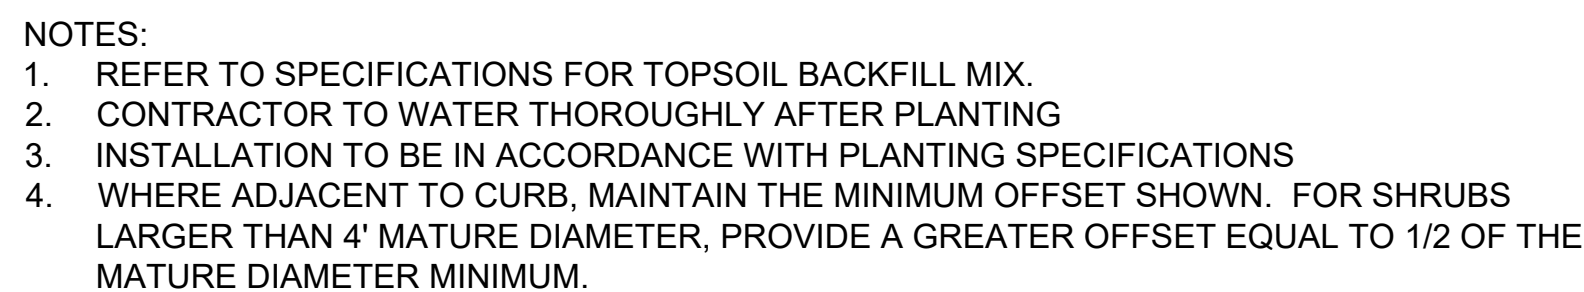 NOTES:
1. REFER TO SPECIFICATIONS FOR TOPSOIL BACKFILL MIX.
2. CONTRACTOR TO WATER THOROUGHLY AFTER PLANTING
3. INSTALLATION TO BE IN ACCORDANCE WITH PLANTING SPECIFICATIONS
4. WHERE ADJACENT TO CURB, MAINTAIN THE MINIMUM OFFSET SHOWN.  FOR SHRUBS
LARGER THAN 4' MATURE DIAMETER, PROVIDE A GREATER OFFSET EQUAL TO 1/2 OF THE
MATURE DIAMETER MINIMUM.